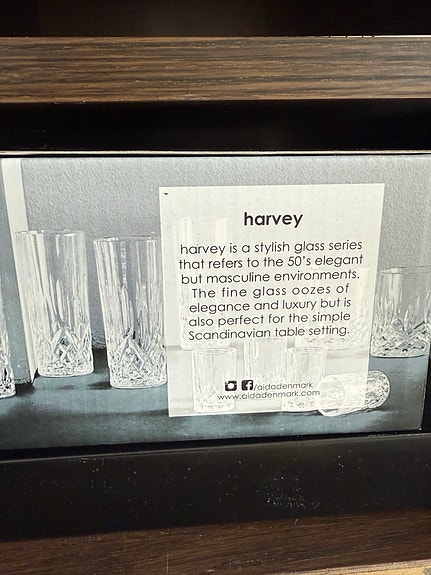 harvey
harvey is a stylish glass series
that refers to the 50's elegant
but masculine environments.
The fine glass oozes of
elegance and luxury but is
also perfect for the simple
Scandinavian table setting.
/aidadenmark
www.aidadenmark.com